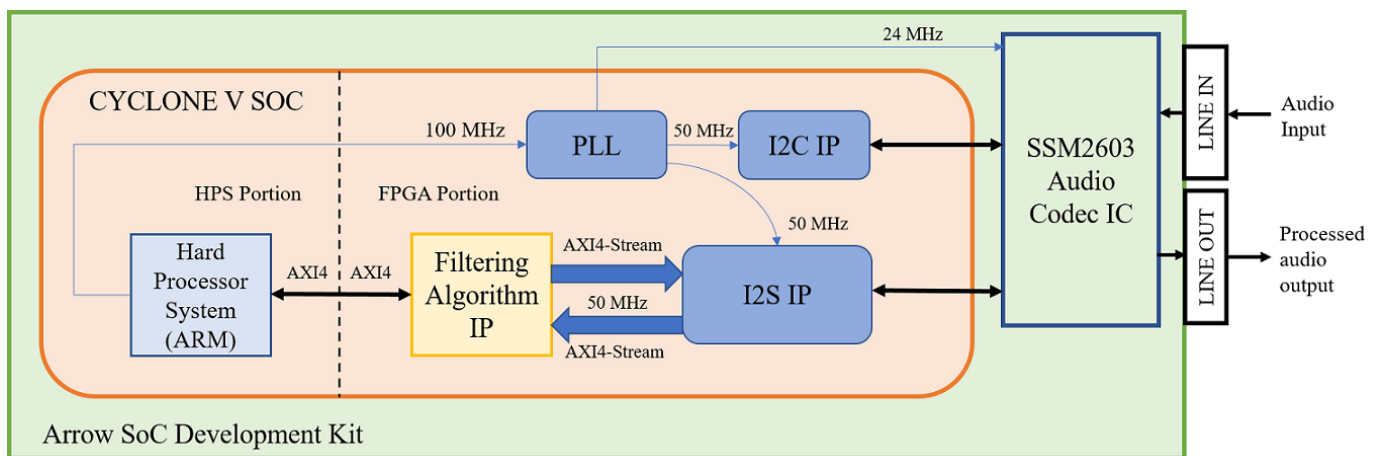 24 MHz
CYCLONE V SOC
100 MHz
PLL
50 MHz
I2C IP
SSM2603
Audio
Codec IC
LINE IN
Audio
Input
HPS Portion
FPGA Portion
50 MHz
Hard
Processor
System
(ARM)
AXI4
AXI4
Filtering
Algorithm
IP
AXI4-Stream
50 MHz
AXI4-Stream
I2S IP
LINE OUT
Processed
audio
output
Arrow SoC Development Kit